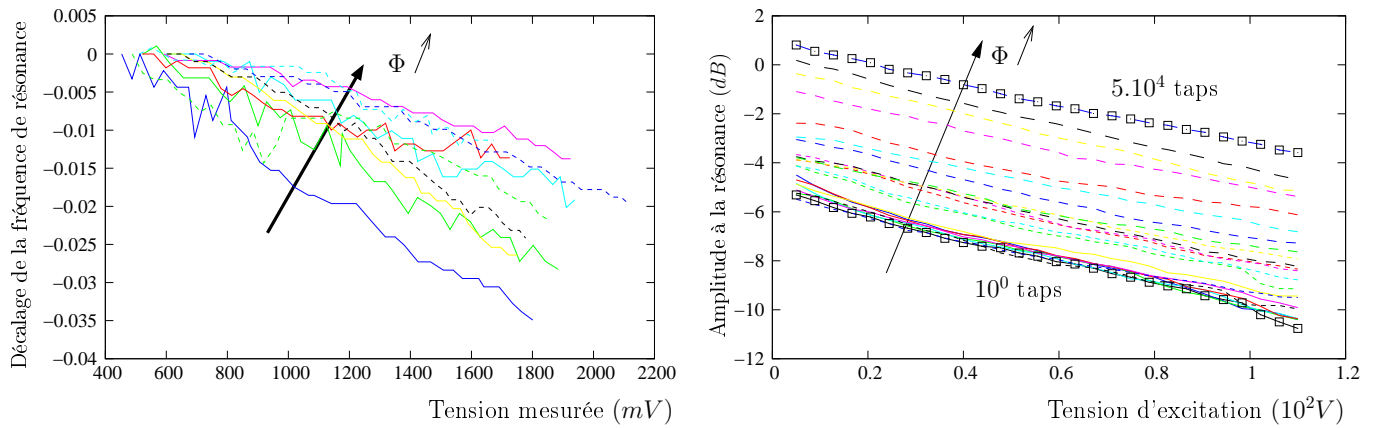 Décalage de la fréquence de résonance
0.005
0
−0.005
−0.01
−0.015
−0.02
−0.025
−0.03
−0.035
−0.04
400 600 800 1000 1200 1400 1600 1800 2000 2200
Tension mesurée (mV)
Φ
Amplitude à la résonance (dB)
2
0
−2
−4
−6
−8
−10
−12
0 0.2 0.4 0.6 0.8 1 1.2
Tension d'excitation (10²V)
Φ
5.10⁴ taps
10⁰ taps